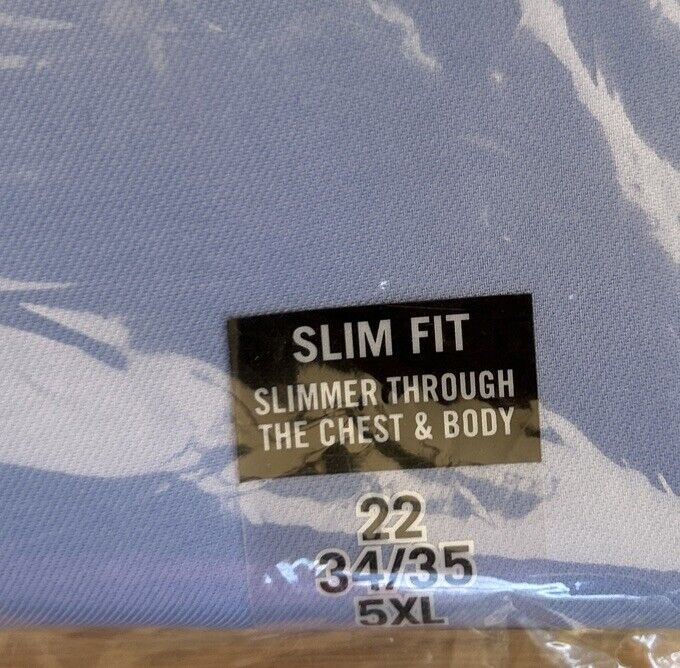 SLIM FIT
SLIMMER THROUGH
THE CHEST & BODY
22
34/35
5XL